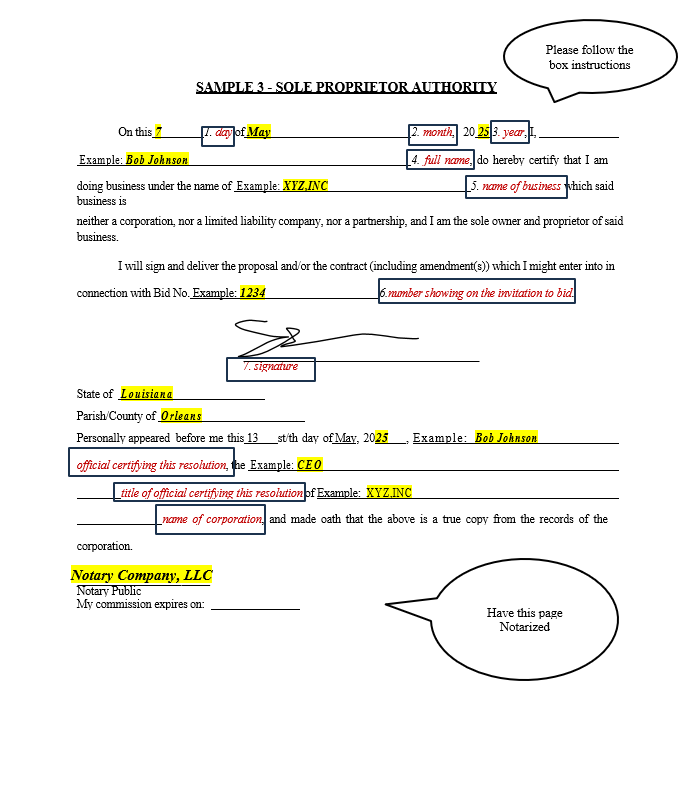 Please follow the
box instructions
SAMPLE 3 - SOLE PROPRIETOR AUTHORITY
On this 7 1. day of May 2. month, 20 25 3. year, I,
Example: Bob Johnson 4. full name, do hereby certify that I am
doing business under the name of Example: XYZ,INC 5. name of business which said
business is
neither a corporation, nor a limited liability company, nor a partnership, and I am the sole owner and proprietor of said
business.
I will sign and deliver the proposal and/or the contract (including amendment(s)) which I might enter into in
connection with Bid No. Example: 1234 6.number showing on the invitation to bid.
7. signature
State of Louisiana
Parish/County of Orleans
Personally appeared before me this 13 st/th day of May, 2025, Example: Bob Johnson
official certifying this resolution, the Example: CEO
title of official certifying this resolution of Example: XYZ,INC
name of corporation, and made oath that the above is a true copy from the records of the
corporation.
Notary Company, LLC
Notary Public
My commission expires on:
Have this page
Notarized